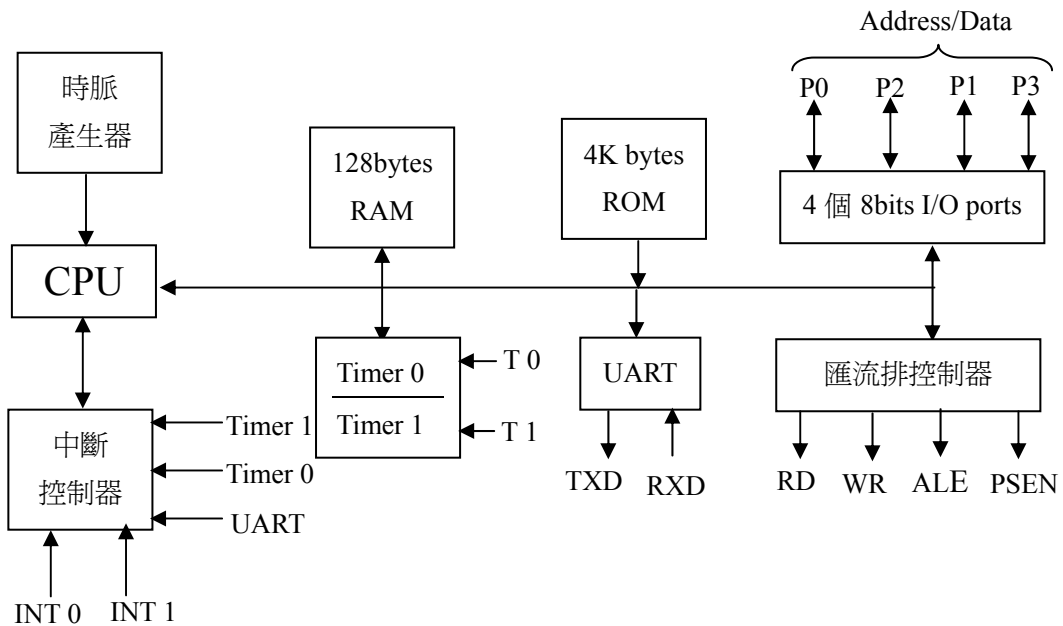 Address/Data
P0 P2 P1 P3
時脈
產生器
128bytes
RAM
4K bytes
ROM
4 個 8bits I/O ports
CPU
Timer 0
Timer 1
T 0
T 1
UART
TXD
RXD
匯流排控制器
RD
WR
ALE
PSEN
中斷
控制器
Timer 1
Timer 0
UART
INT 0
INT 1